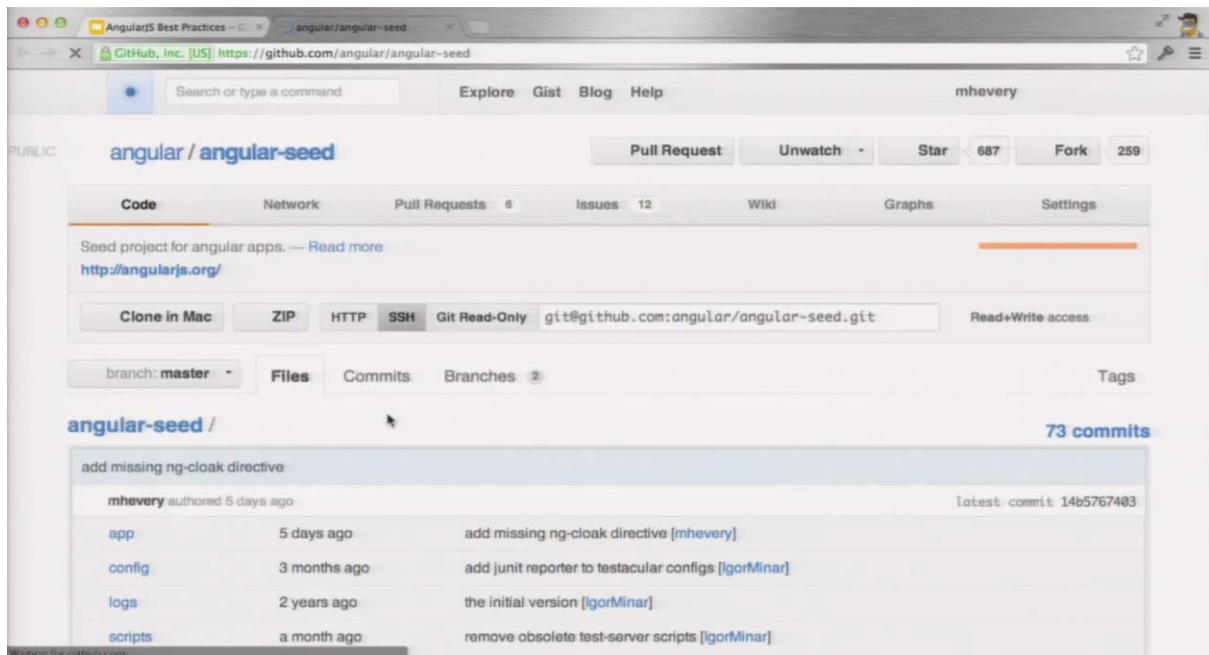 AngularJS Best Practices – G
angular/angular-seed
GitHub, Inc. [US] https://github.com/angular/angular-seed
Search or type a command Explore Gist Blog Help mhevery
PUBLIC angular / angular-seed Pull Request Unwatch Star 687 Fork 259
Code Network Pull Requests 6 Issues 12 Wiki Graphs Settings
Seed project for angular apps. — Read more
http://angularjs.org/
Clone in Mac ZIP HTTP SSH Git Read-Only git@github.com:angular/angular-seed.git Read+Write access
branch: master Files Commits Branches 2 Tags
angular-seed / 73 commits
add missing ng-cloak directive
mhevery authored 5 days ago latest commit 14b5767403
app 5 days ago add missing ng-cloak directive [mhevery]
config 3 months ago add junit reporter to testacular configs [IgorMinar]
logs 2 years ago the initial version [IgorMinar]
scripts a month ago remove obsolete test-server scripts [IgorMinar]
Waiting for github.com